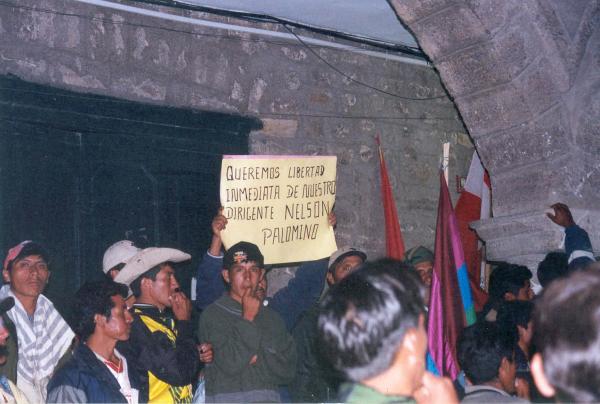 QUEREMOS LIBERTAD
INMEDIATA DE NUESTRO
DIRIGENTE NELSON
PALOMINO